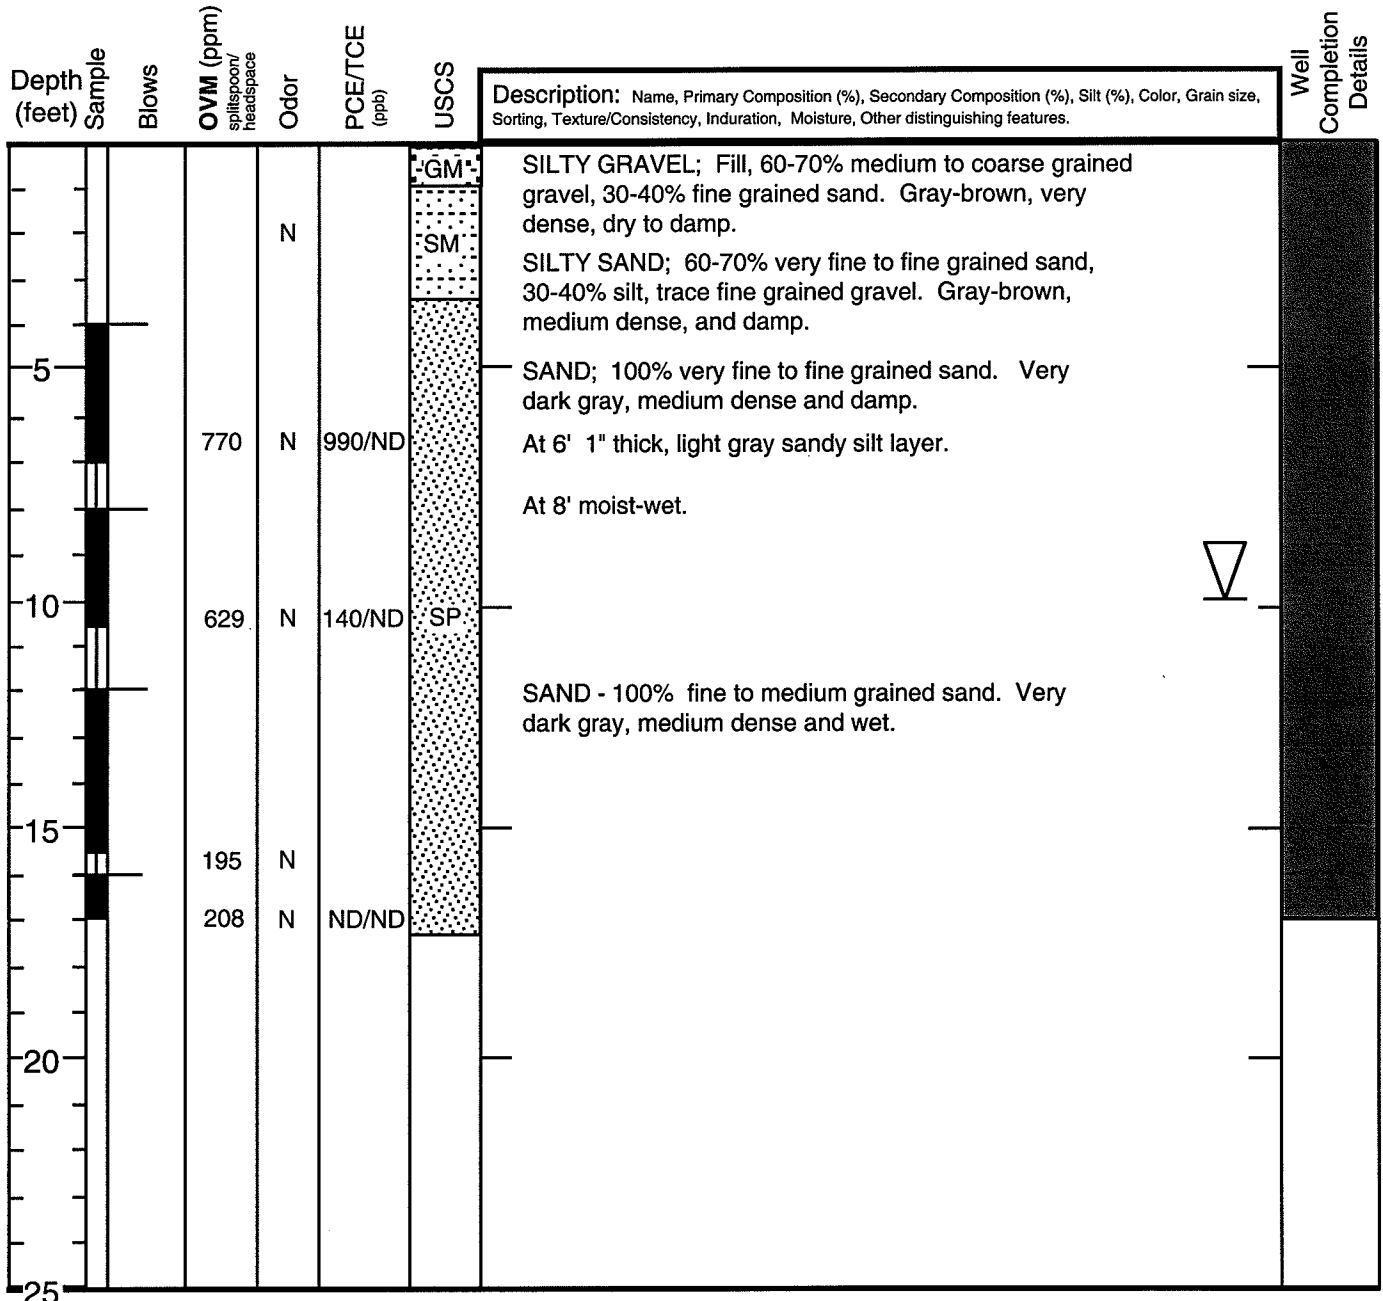 Depth
(feet)
Sample
Blows
OVM (ppm)
splitspoon/
headspace
Odor
PCE/TCE
(ppb)
USCS
Description: Name, Primary Composition (%), Secondary Composition (%), Silt (%), Color, Grain size,
Sorting, Texture/Consistency, Induration, Moisture, Other distinguishing features.
Well
Completion
Details
GM
SILTY GRAVEL; Fill, 60-70% medium to coarse grained
gravel, 30-40% fine grained sand. Gray-brown, very
dense, dry to damp.
N
SM
SILTY SAND; 60-70% very fine to fine grained sand,
30-40% silt, trace fine grained gravel. Gray-brown,
medium dense, and damp.
5
SAND; 100% very fine to fine grained sand. Very
dark gray, medium dense and damp.
770 N 990/ND
At 6' 1" thick, light gray sandy silt layer.
At 8' moist-wet.
10
629 N 140/ND SP
SAND - 100% fine to medium grained sand. Very
dark gray, medium dense and wet.
15
195 N
208 N ND/ND
20
25